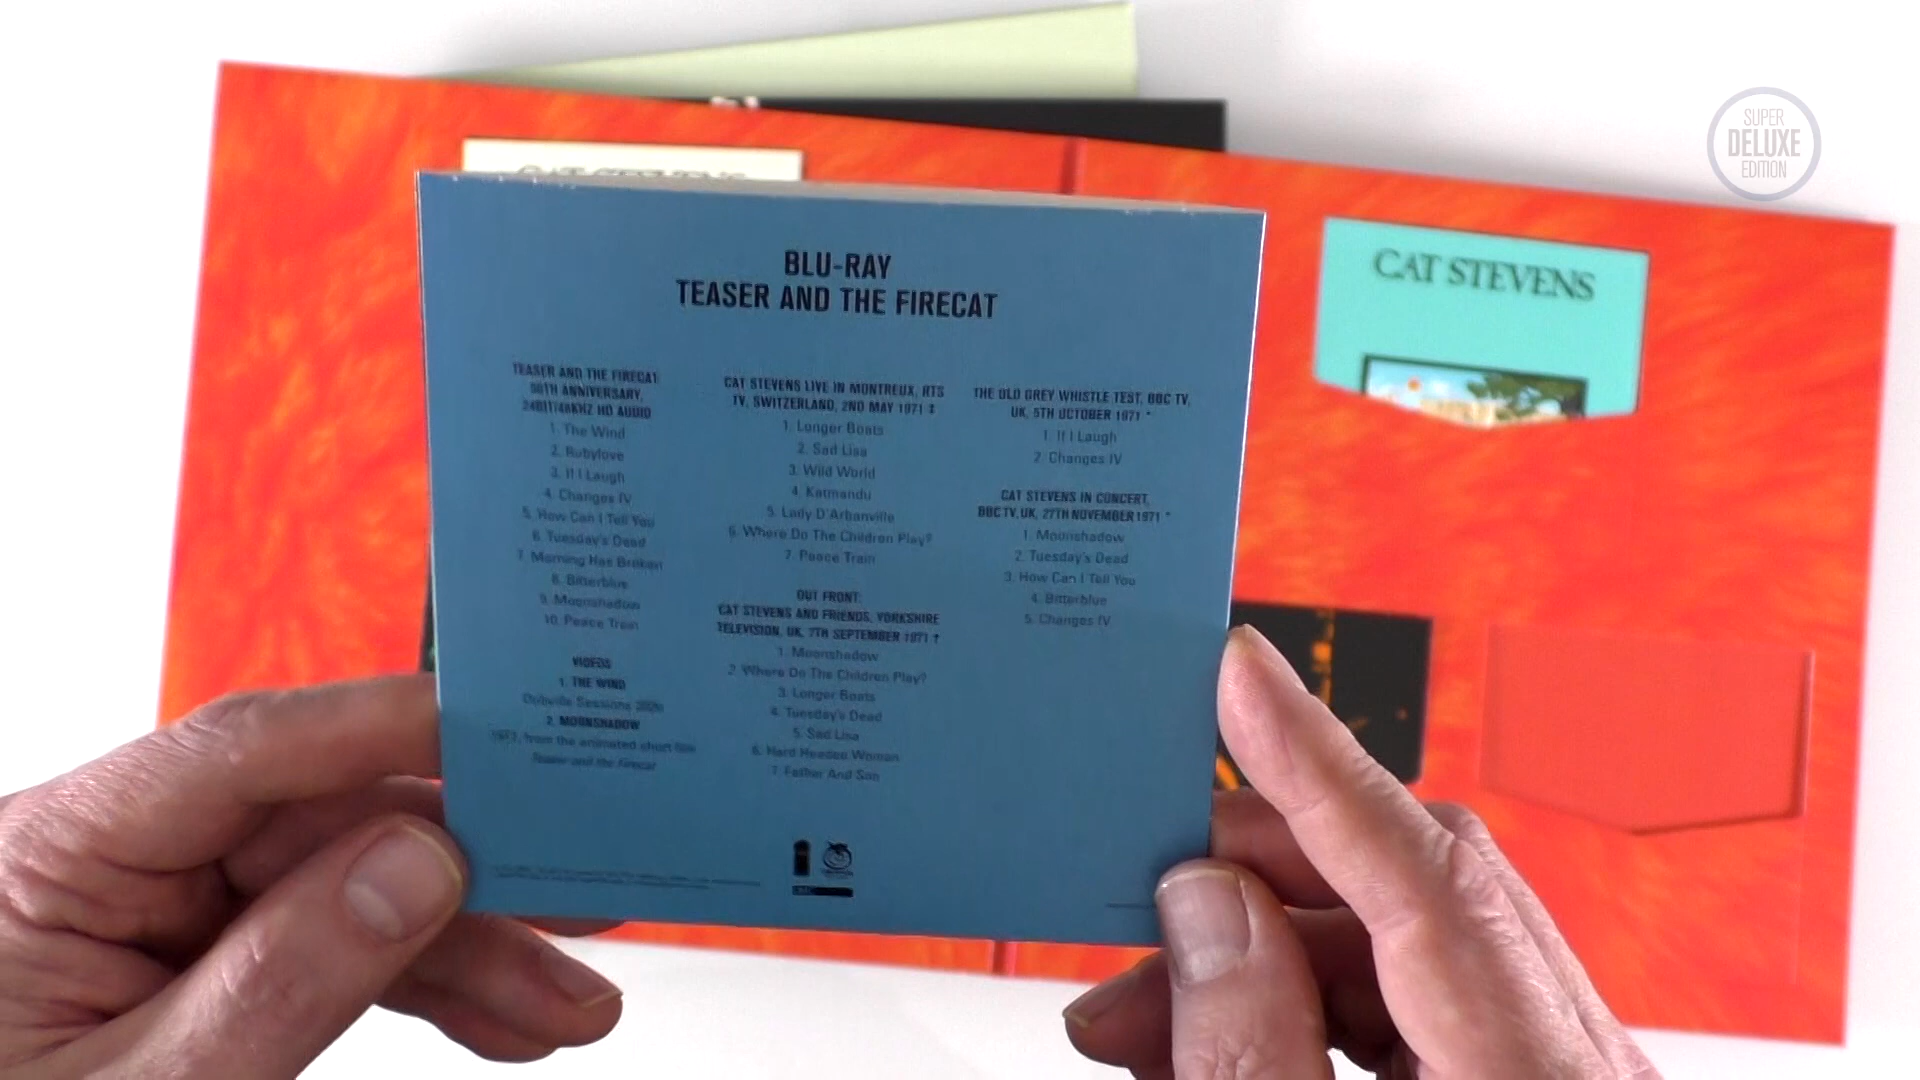 SUPER
DELUXE
EDITION
CAT STEVENS
CAT STEVENS
BLU-RAY
TEASER AND THE FIRECAT
TEASER AND THE FIRECAT:
50TH ANNIVERSARY,
24BIT/48KHZ HD AUDIO
1. The Wind
2. Rubylove
3. If I Laugh
4. Changes IV
5. How Can I Tell You
6. Tuesday's Dead
7. Morning Has Broken
8. Bitterblue
9. Moonshadow
10. Peace Train
VIDEOS
1. THE WIND
Sessions 2020
2. MOONSHADOW
1977, from the animated short film
Teaser and the Firecat
CAT STEVENS LIVE IN MONTREUX, RTS
TV, SWITZERLAND, 2ND MAY 1971 ‡
1. Longer Boats
2. Sad Lisa
3. Wild World
4. Katmandu
5. Lady D'Arbanville
6. Where Do The Children Play?
7. Peace Train
OUT FRONT:
CAT STEVENS AND FRIENDS, YORKSHIRE
TELEVISION, UK, 7TH SEPTEMBER 1971 †
1. Moonshadow
2. Where Do The Children Play?
3. Longer Boats
4. Tuesday's Dead
5. Sad Lisa
6. Hard Headed Woman
7. Father And Son
THE OLD GREY WHISTLE TEST, BBC TV,
UK, 5TH OCTOBER 1971 *
1. If I Laugh
2. Changes IV
CAT STEVENS IN CONCERT,
BBC TV, UK, 27TH NOVEMBER 1971 *
1. Moonshadow
2. Tuesday's Dead
3. How Can I Tell You
4. Bitterblue
5. Changes IV